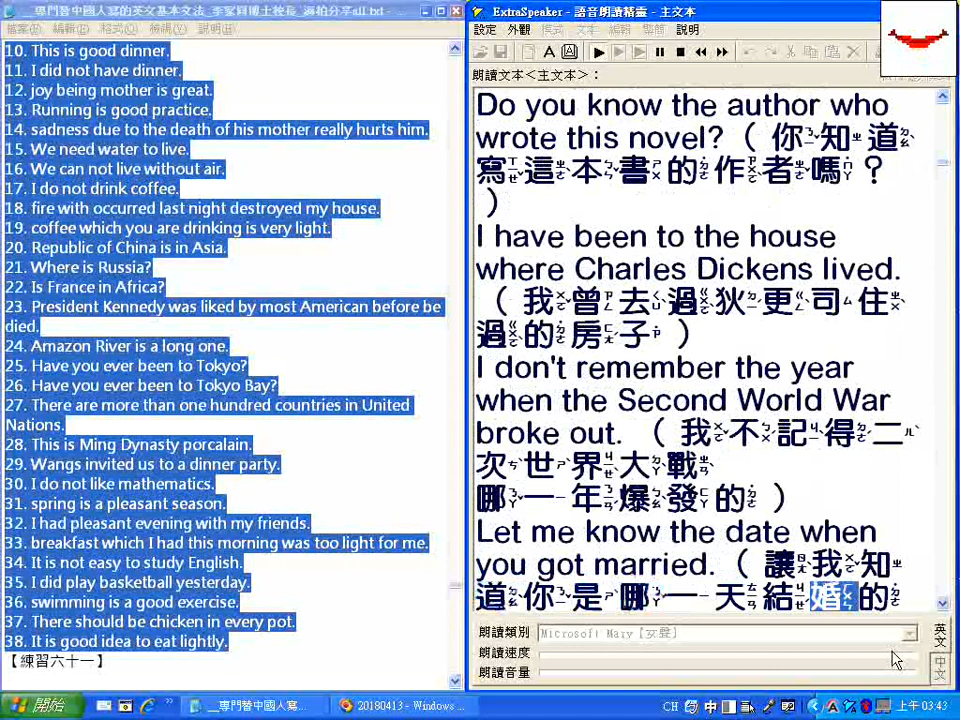 __專門替中國人寫的英文基本文法_李家同博士校長_海柏分享all.txt - ...
檔案(F) 編輯(E) 格式(O) 檢視(V) 說明(H)
10. This is good dinner.
11. I did not have dinner.
12. joy being mother is great.
13. Running is good practice.
14. sadness due to the death of his mother really hurts him.
15. We need water to live.
16. We can not live without air.
17. I do not drink coffee.
18. fire with occurred last night destroyed my house.
19. coffee which you are drinking is very light.
20. Republic of China is in Asia.
21. Where is Russia?
22. Is France in Africa?
23. President Kennedy was liked by most American before be
died.
24. Amazon River is a long one.
25. Have you ever been to Tokyo?
26. Have you ever been to Tokyo Bay?
27. There are more than one hundred countries in United
Nations.
28. This is Ming Dynasty porcalain.
29. Wangs invited us to a dinner party.
30. I do not like mathematics.
31. spring is a pleasant season.
32. I had pleasant evening with my friends.
33. breakfast which I had this morning was too light for me.
34. It is not easy to study English.
35. I did play basketball yesterday.
36. swimming is a good exercise.
37. There should be chicken in every pot.
38. It is good idea to eat lightly.
【練習六十一】
ExtraSpeaker - 語音朗讀精靈 - 主文本
設定 外觀 模式 文本 編輯 繁簡 說明
朗讀文本<主文本>：
Do you know the author who
wrote this novel? （你知道
寫這本書的作者嗎？
）
I have been to the house
where Charles Dickens lived.
（我曾去過狄更司住
過的房子）
I don't remember the year
when the Second World War
broke out. （我不記得二
次世界大戰
哪一年爆發的）
Let me know the date when
you got married. （讓我知
道你是哪一天結婚的
朗讀類別 Microsoft Mary【女聲】
朗讀速度
朗讀音量
英文
中文
開始 __專門替中國人寫... 20180413 - Windows ... CH 中 上午 03:43